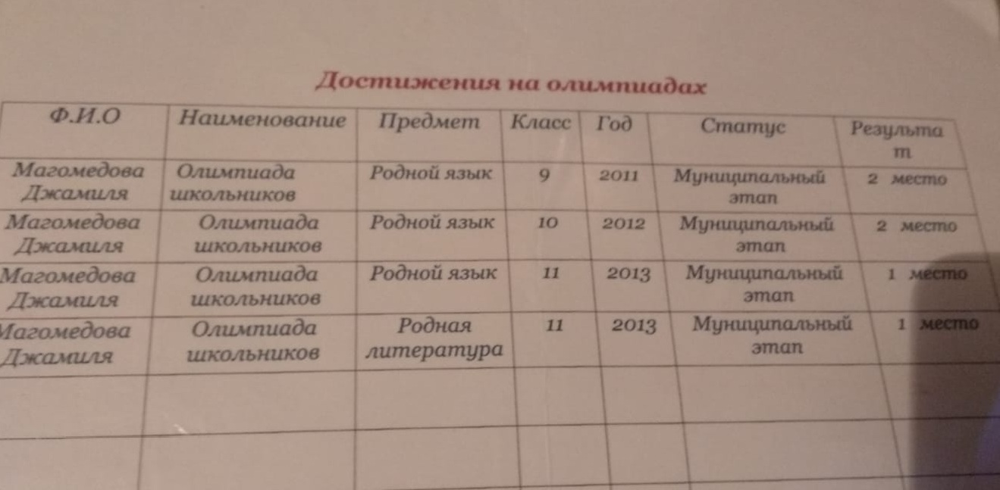 Достижения на олимпиадах
Ф.И.О Наименование Предмет Класс Год Статус Результа
т
Магомедова Олимпиада Родной язык 9 2011 Муниципальный 2 место
Джамиля школьников этап
Магомедова Олимпиада Родной язык 10 2012 Муниципальный 2 место
Джамиля школьников этап
Магомедова Олимпиада Родной язык 11 2013 Муниципальный 1 место
Джамиля школьников этап
Магомедова Олимпиада Родная 11 2013 Муниципальный 1 место
Джамиля школьников литература этап